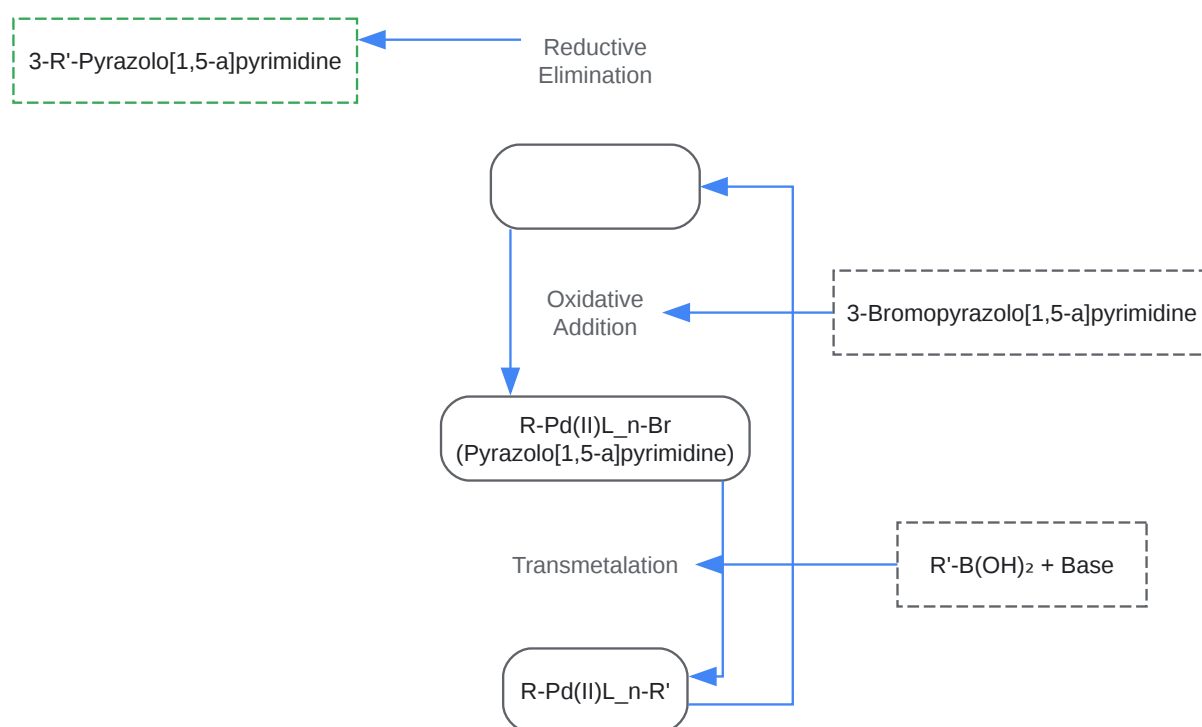 3-R'-Pyrazolo[1,5-a]pyrimidine
Reductive
Elimination
Oxidative
Addition
3-Bromopyrazolo[1,5-a]pyrimidine
R-Pd(II)L_n-Br
(Pyrazolo[1,5-a]pyrimidine)
Transmetalation
R'-B(OH)₂ + Base
R-Pd(II)L_n-R'